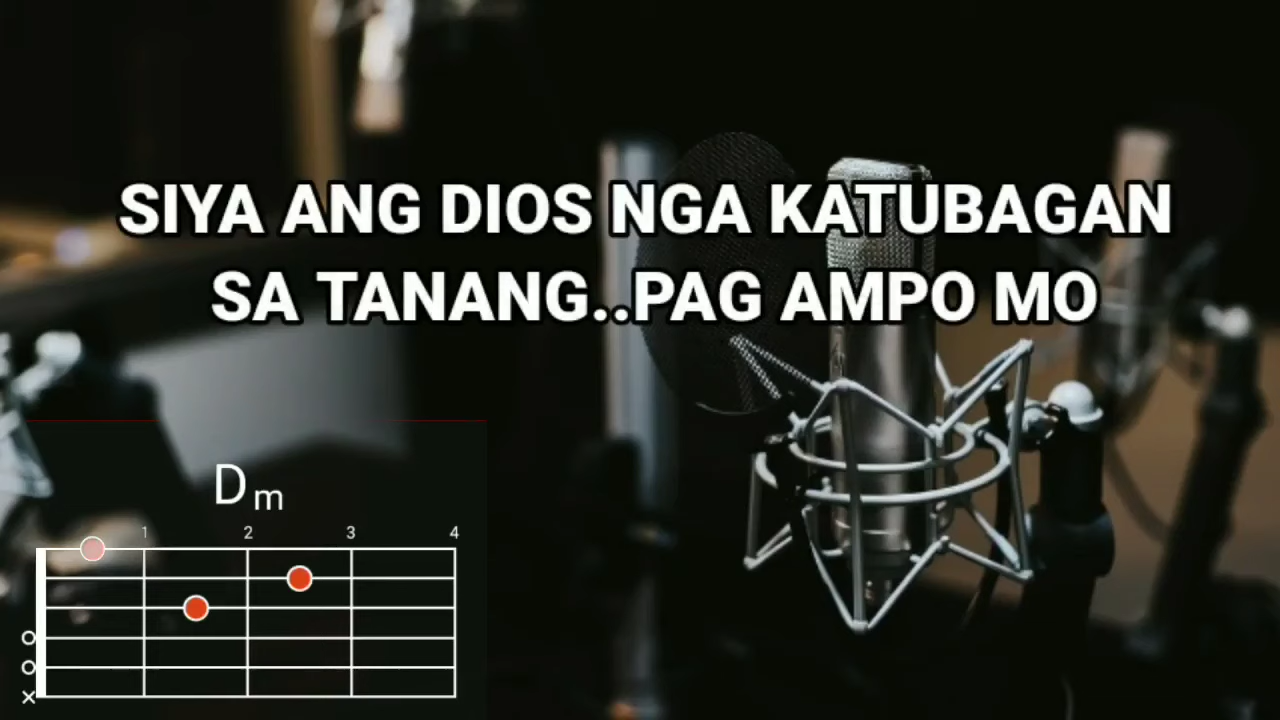 SIYA ANG DIOS NGA KATUBAGAN
SA TANANG..PAG AMPO MO
Dm
1 2 3 4